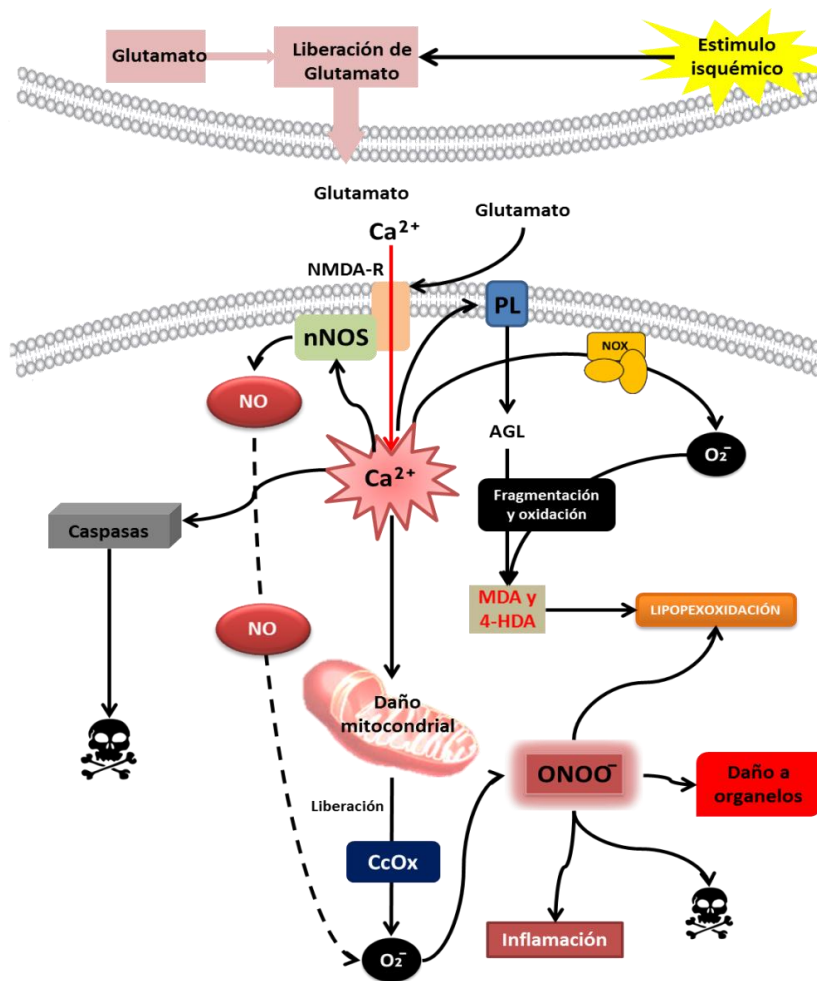 Glutamato
Liberación de
Glutamato
Estimulo
isquémico
Glutamato
Glutamato
Ca²⁺
NMDA-R
PL
nNOS
NOX
NO
AGL
O₂⁻
Ca²⁺
Fragmentación
y oxidación
Caspasas
MDA y
4-HDA
LIPOPEXOXIDACIÓN
NO
Daño
mitocondrial
ONOO⁻
Daño a
organelos
Liberación
CcOx
Inflamación
O₂⁻